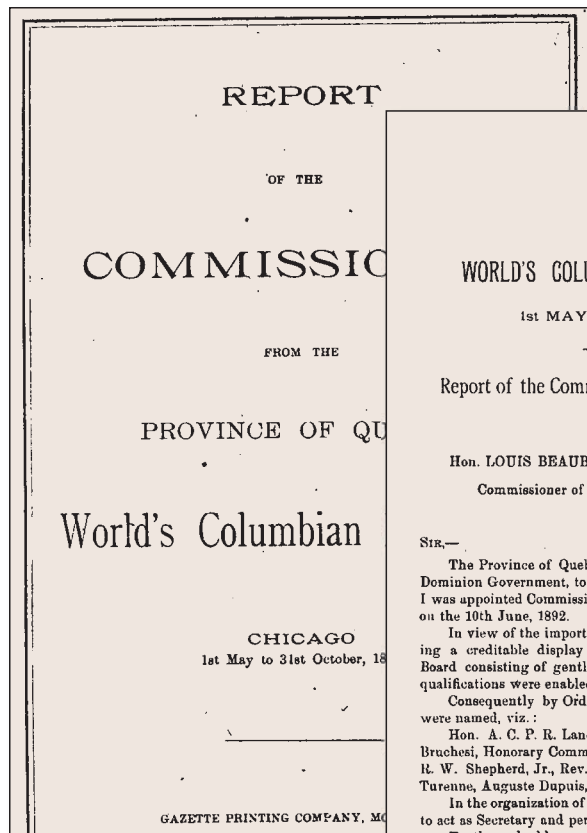 REPORT
OF THE
COMMISSIO
FROM THE
PROVINCE OF QU
World's Columbian
CHICAGO
1st May to 31st October, 18
GAZETTE PRINTING COMPANY, MO
WORLD'S COLU
1st MAY
Report of the Com
Hon. LOUIS BEAUB
Commissioner of
SIR,—
The Province of Queb
Dominion Government, to
I was appointed Commissi
on the 10th June, 1892.
In view of the import
ing a creditable display
Board consisting of gentl
qualifications were enable
Consequently by Ord
were named, viz. :
Hon. A. C. P. R. Lan
Bruchesi, Honorary Comm
R. W. Shepherd, Jr., Rev.
Turenne, Auguste Dupuis,
In the organization of
to act as Secretary and per